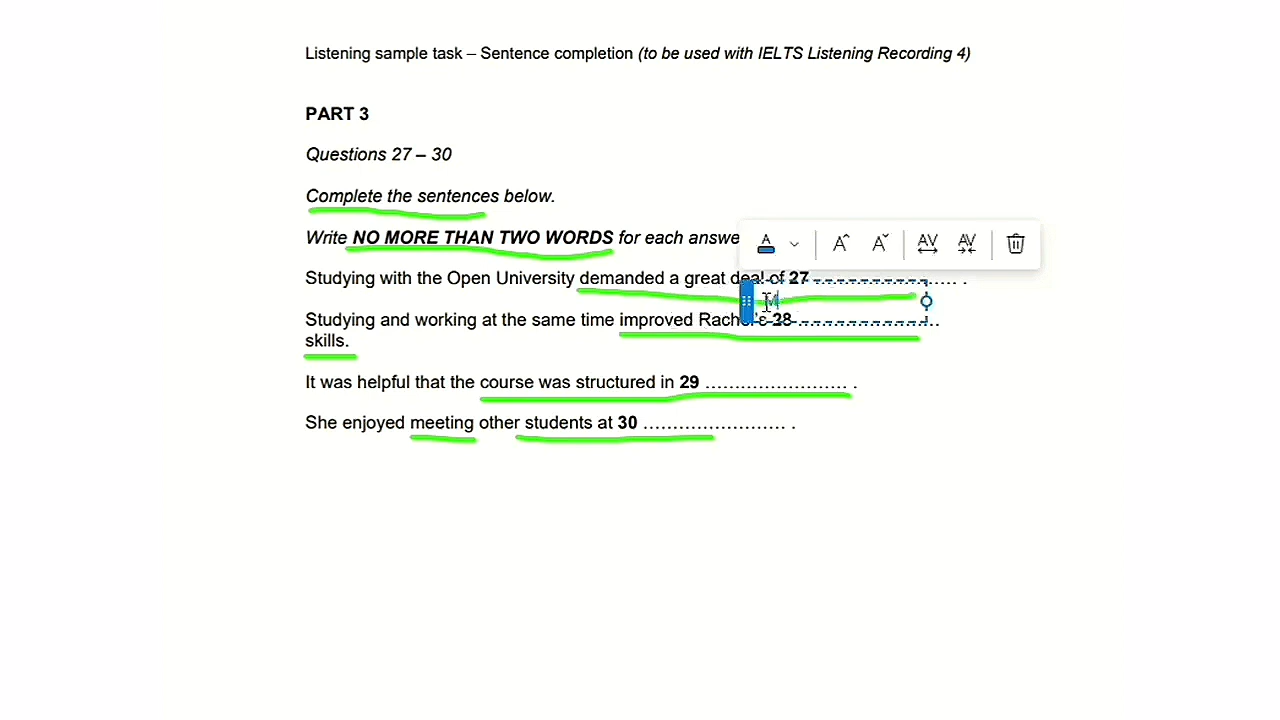 Listening sample task – Sentence completion (to be used with IELTS Listening Recording 4)
PART 3
Questions 27 – 30
Complete the sentences below.
Write NO MORE THAN TWO WORDS for each answe
Studying with the Open University demanded a great deal of 27 ........................ .
Studying and working at the same time improved Rachel's 28 ........................
skills.
It was helpful that the course was structured in 29 ........................ .
She enjoyed meeting other students at 30 ........................ .